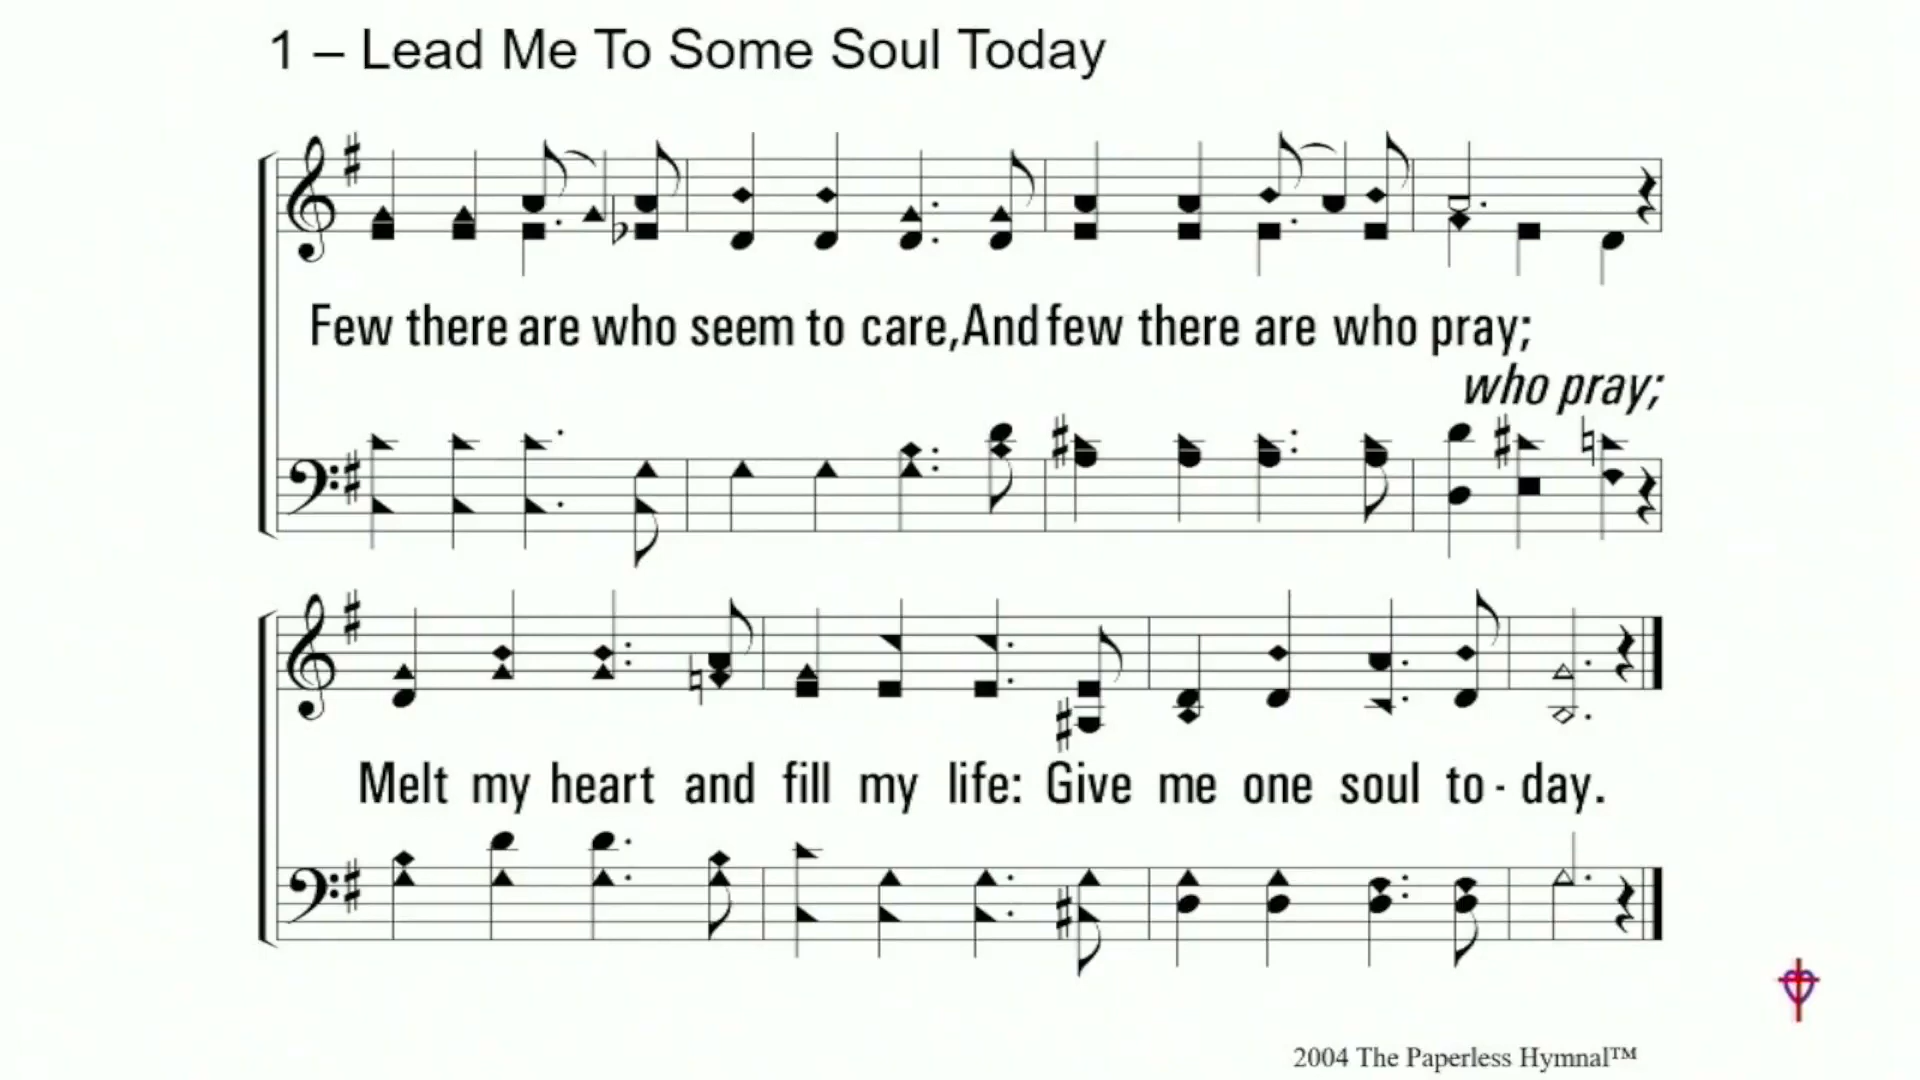 1 – Lead Me To Some Soul Today
Few there are who seem to care, And few there are who pray;
who pray;
Melt my heart and fill my life: Give me one soul to - day.
2004 The Paperless Hymnal™